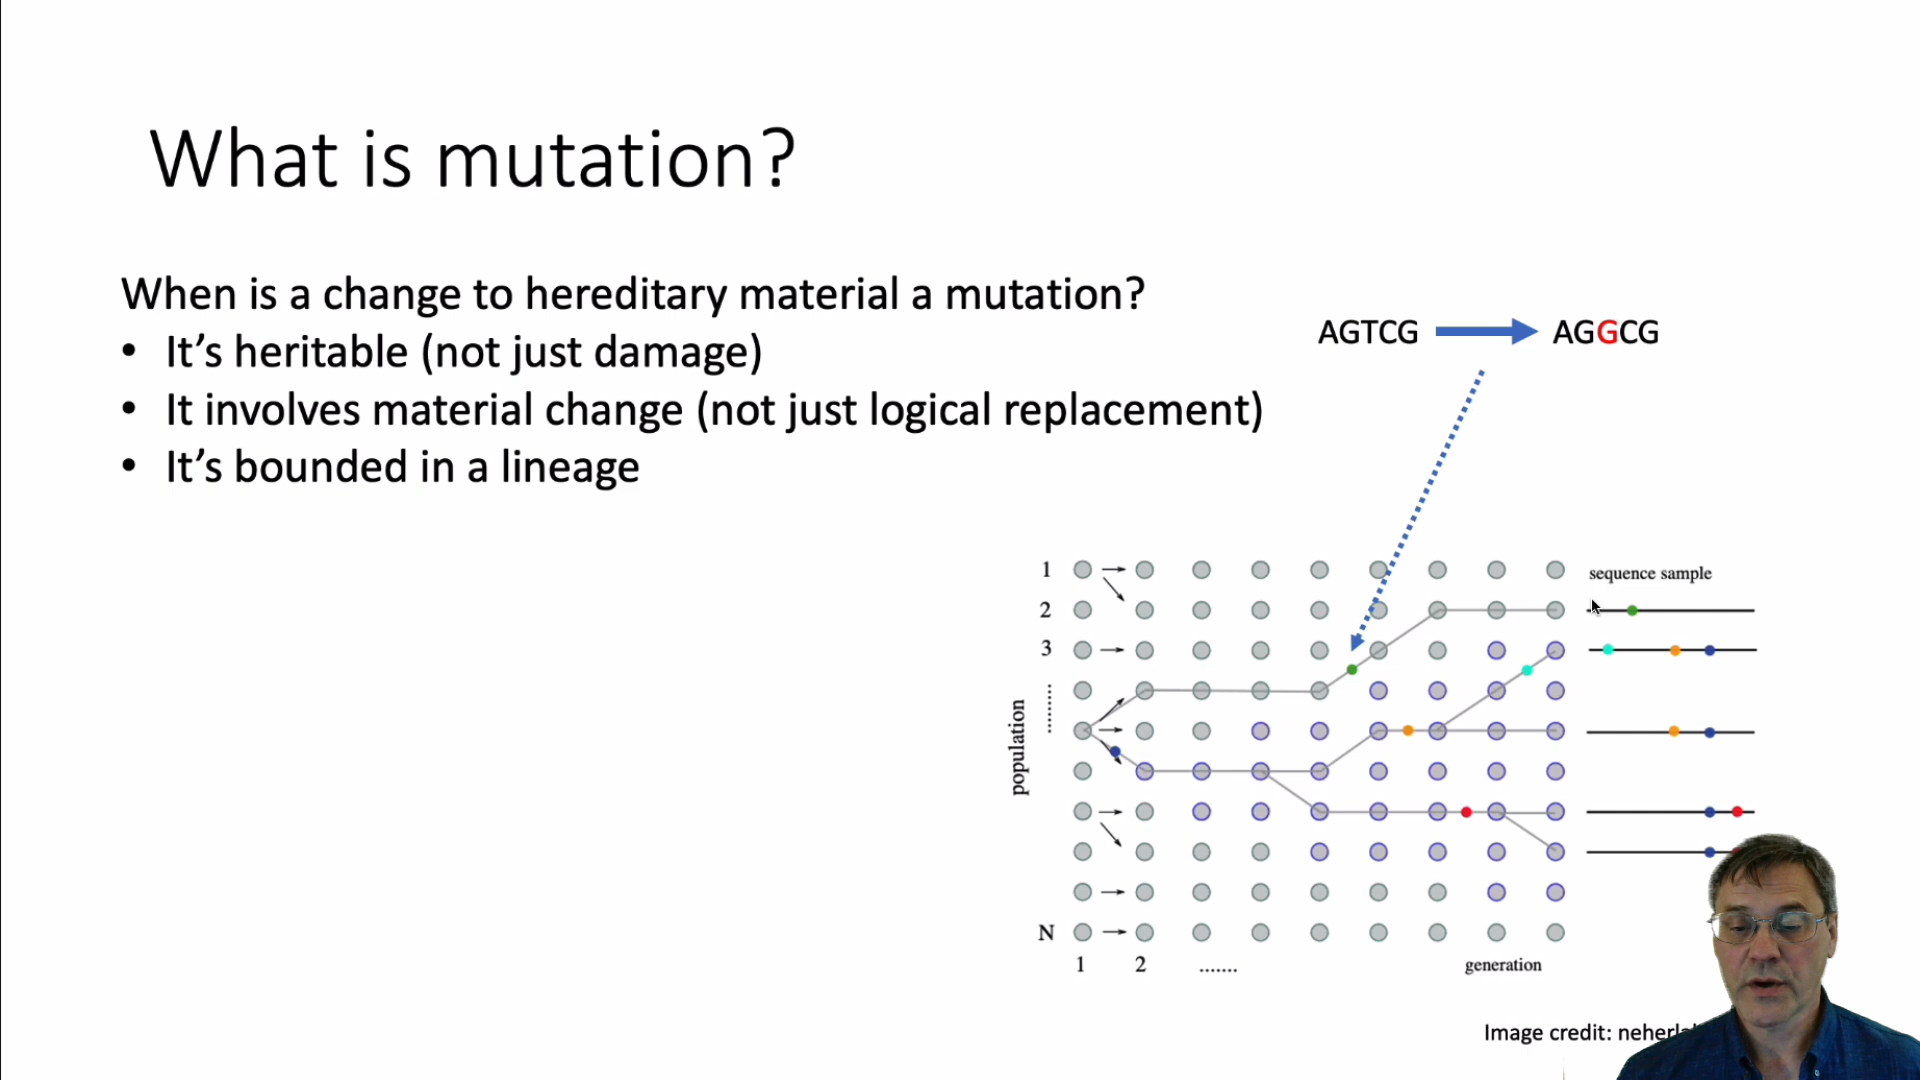 What is mutation?
When is a change to hereditary material a mutation?
• It's heritable (not just damage)
• It involves material change (not just logical replacement)
• It's bounded in a lineage
AGTCG AGGCG
sequence sample
1
2
3
........
population
N
1 2 ....... generation
Image credit: